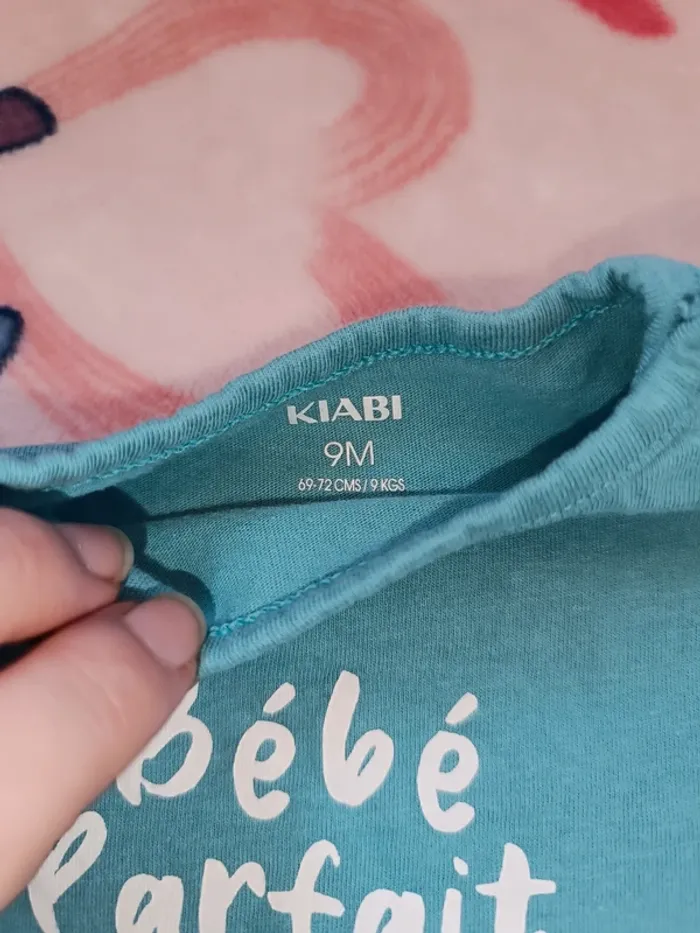 KIABI
9M
69-72 CMS / 9 KGS
Bébé
Parfait